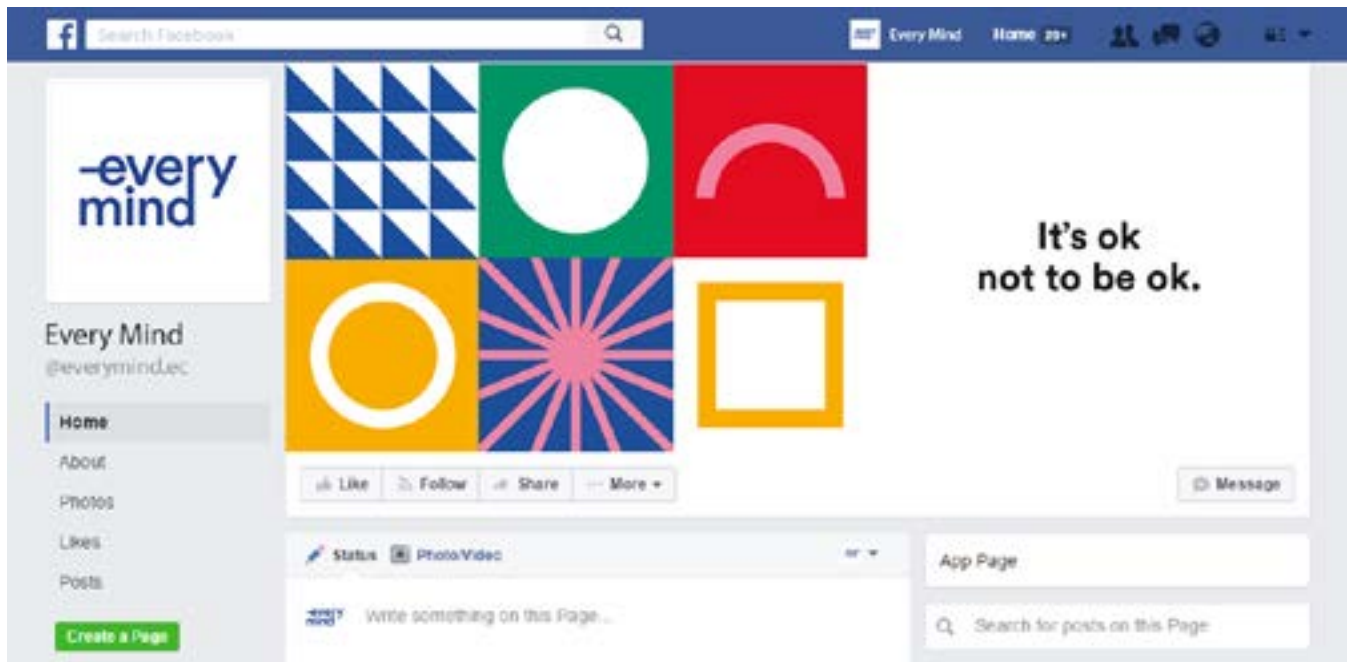 f
Search Facebook
Every Mind
Home 20+
-every
mind
It's ok
not to be ok.
Every Mind
@everymind.ec
Home
About
Photos
Likes
Posts
Create a Page
Like
Follow
Share
More
Message
Status
Photo/Video
Write something on this Page...
App Page
Search for posts on this Page